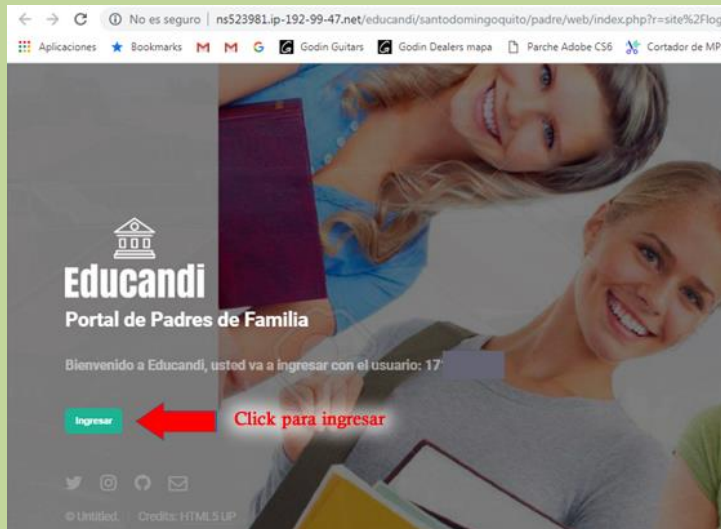 No es seguro | ns523981.ip-192-99-47.net/educandi/santodomingoquito/padre/web/index.php?r=site%2Flog
Aplicaciones Bookmarks Godin Guitars Godin Dealers mapa Parche Adobe CS6 Cortador de MP
Educandi
Portal de Padres de Familia
Bienvenido a Educandi, usted va a ingresar con el usuario: 17
Ingresar Click para ingresar
© Untitled. Credits: HTML5 UP